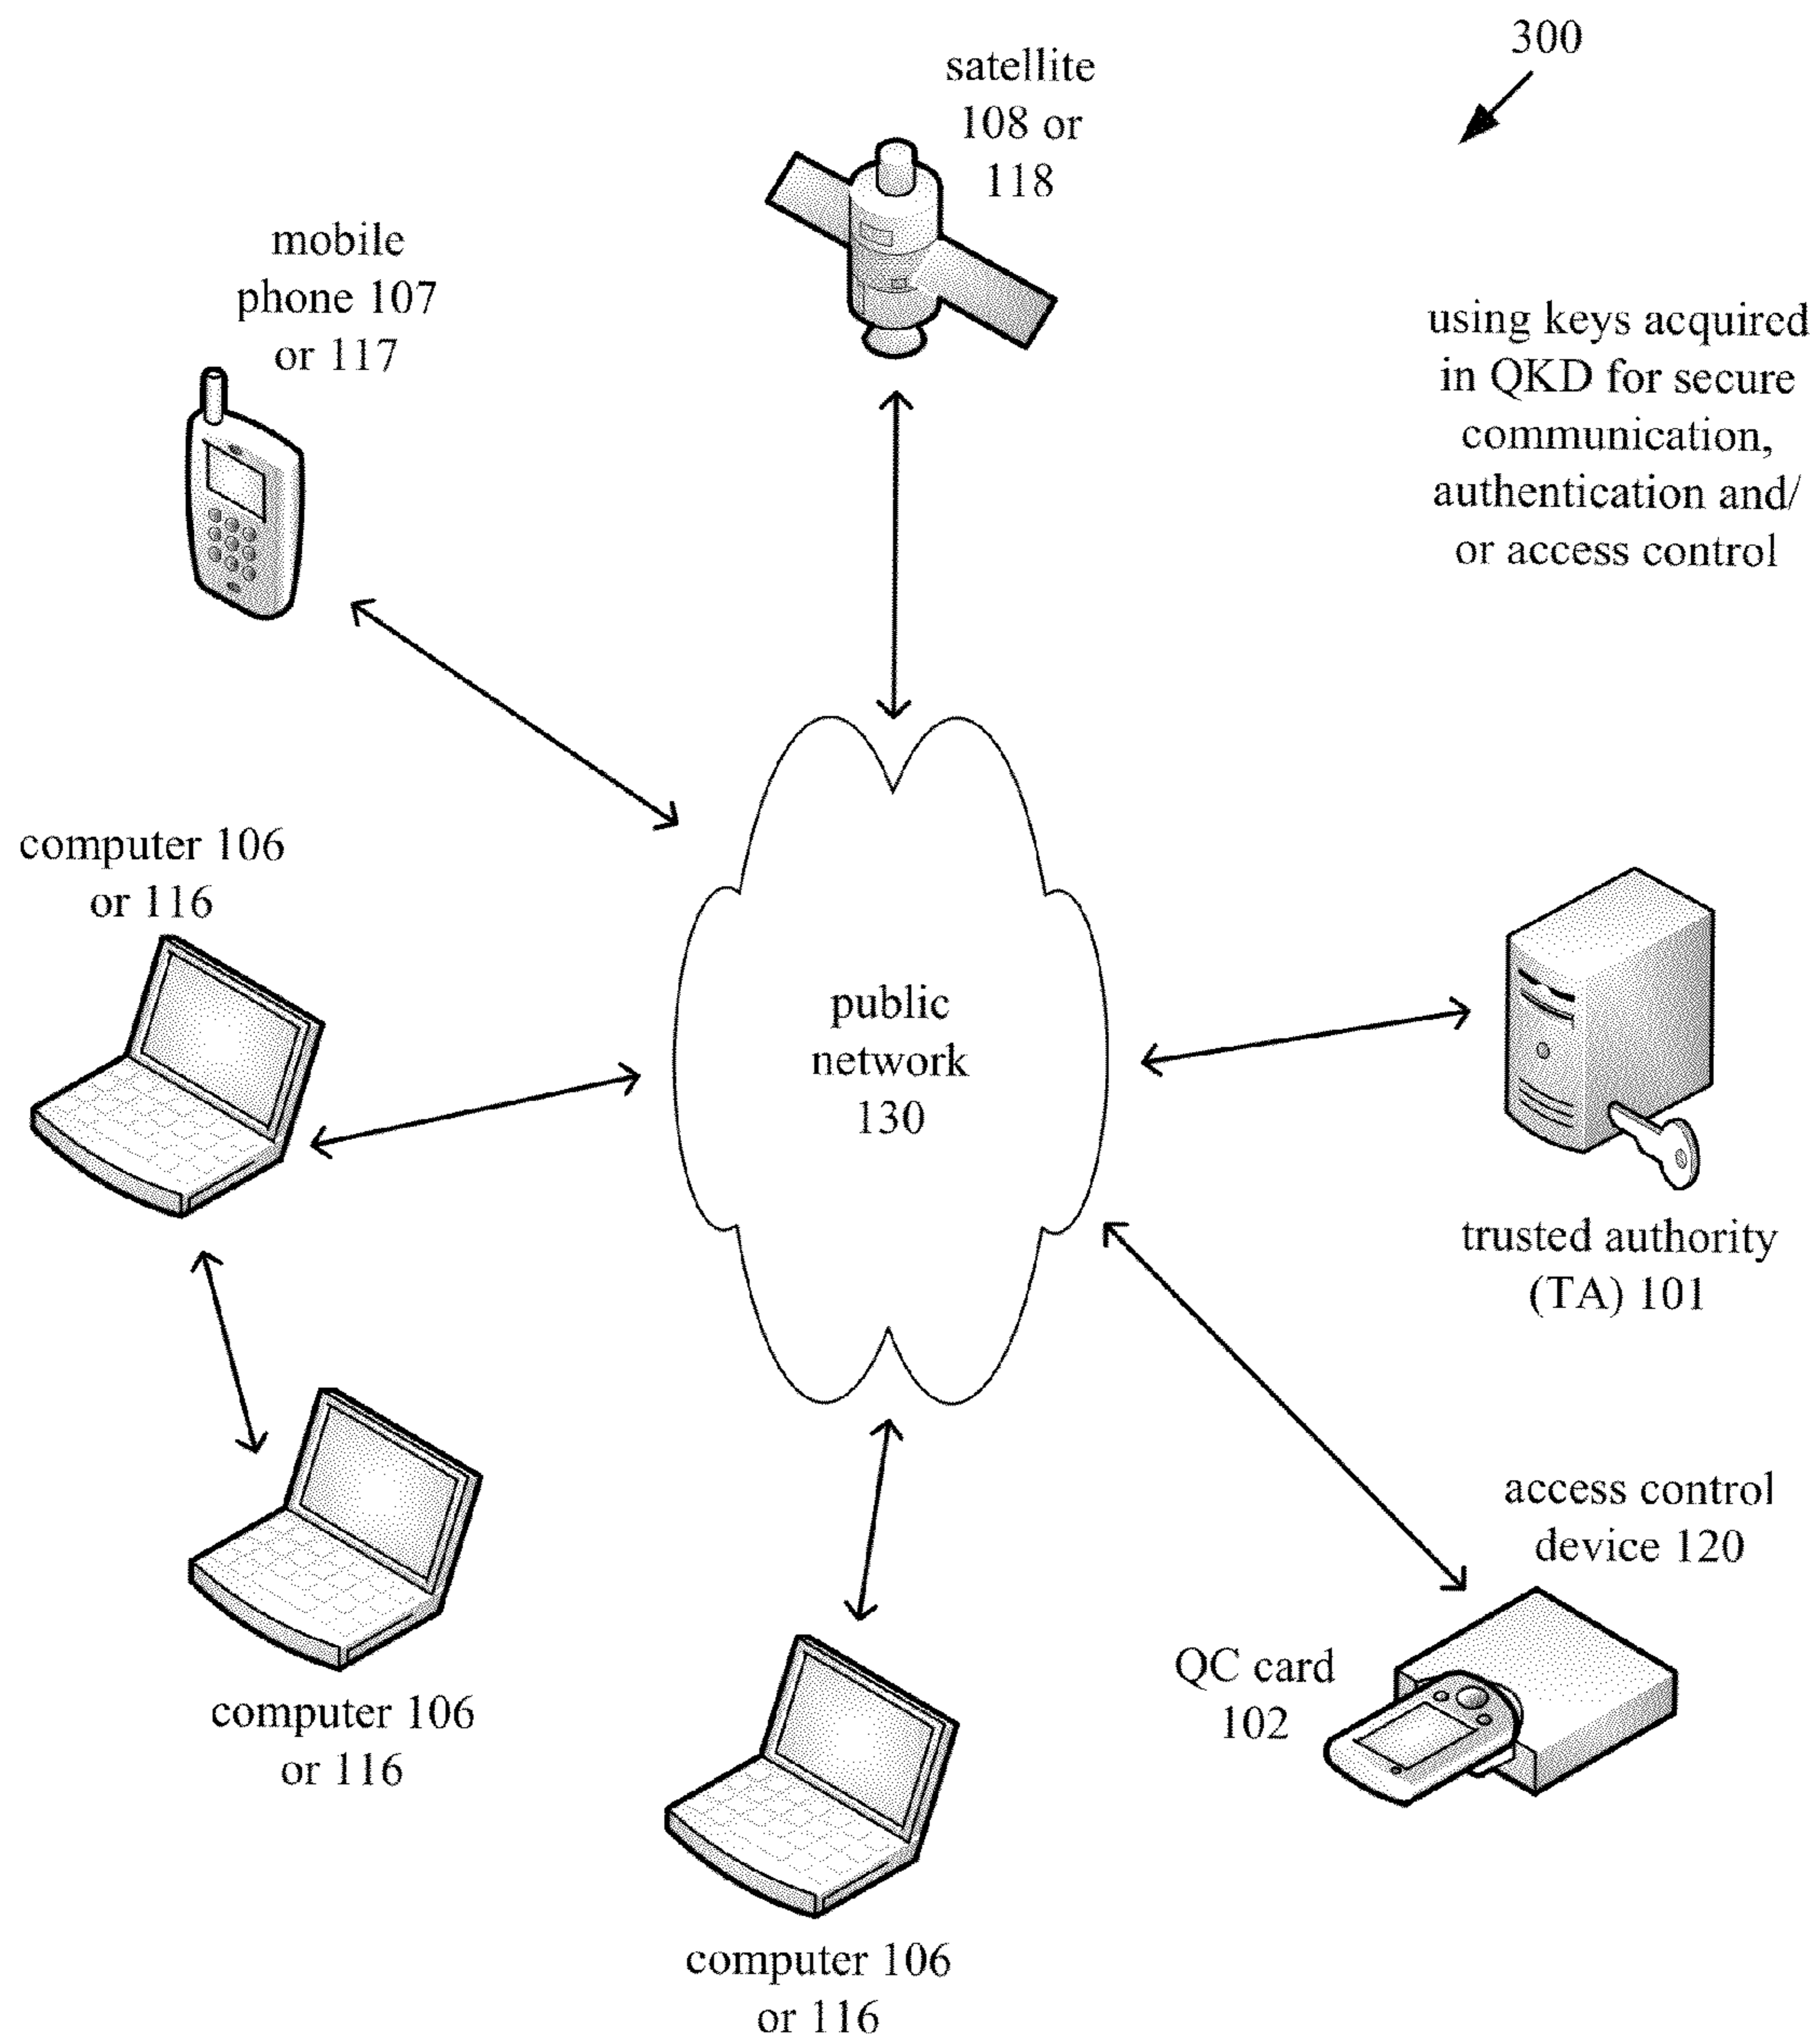 300
satellite
108 or
118
mobile
phone 107
or 117
using keys acquired
in QKD for secure
communication,
authentication and/
or access control
computer 106
or 116
public
network
130
trusted authority
(TA) 101
access control
device 120
QC card
102
computer 106
or 116
computer 106
or 116